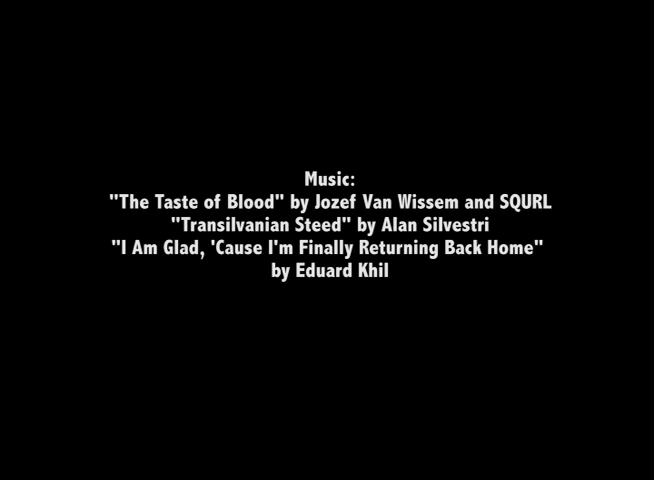 Music:
"The Taste of Blood" by Jozef Van Wissem and SQURL
"Transilvanian Steed" by Alan Silvestri
"I Am Glad, 'Cause I'm Finally Returning Back Home"
by Eduard Khil